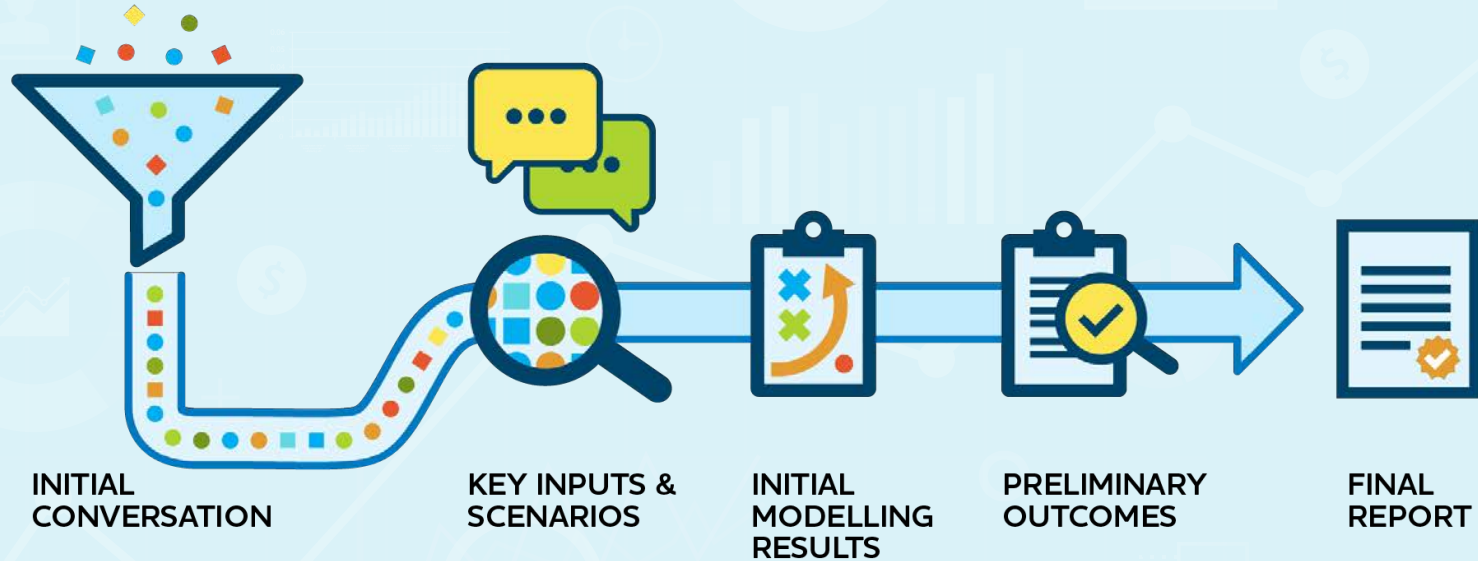 INITIAL
CONVERSATION
KEY INPUTS &
SCENARIOS
INITIAL
MODELLING
RESULTS
PRELIMINARY
OUTCOMES
FINAL
REPORT